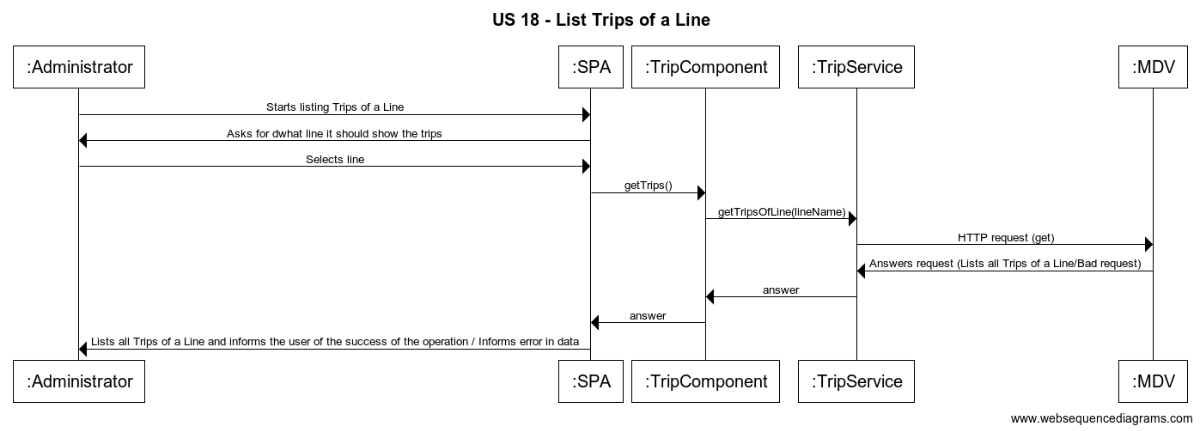 US 18 - List Trips of a Line
:Administrator :SPA :TripComponent :TripService :MDV
Starts listing Trips of a Line
Asks for dwhat line it should show the trips
Selects line
getTrips()
getTripsOfLine(lineName)
HTTP request (get)
Answers request (Lists all Trips of a Line/Bad request)
answer
answer
Lists all Trips of a Line and informs the user of the success of the operation / Informs error in data
:Administrator :SPA :TripComponent :TripService :MDV
www.websequencediagrams.com